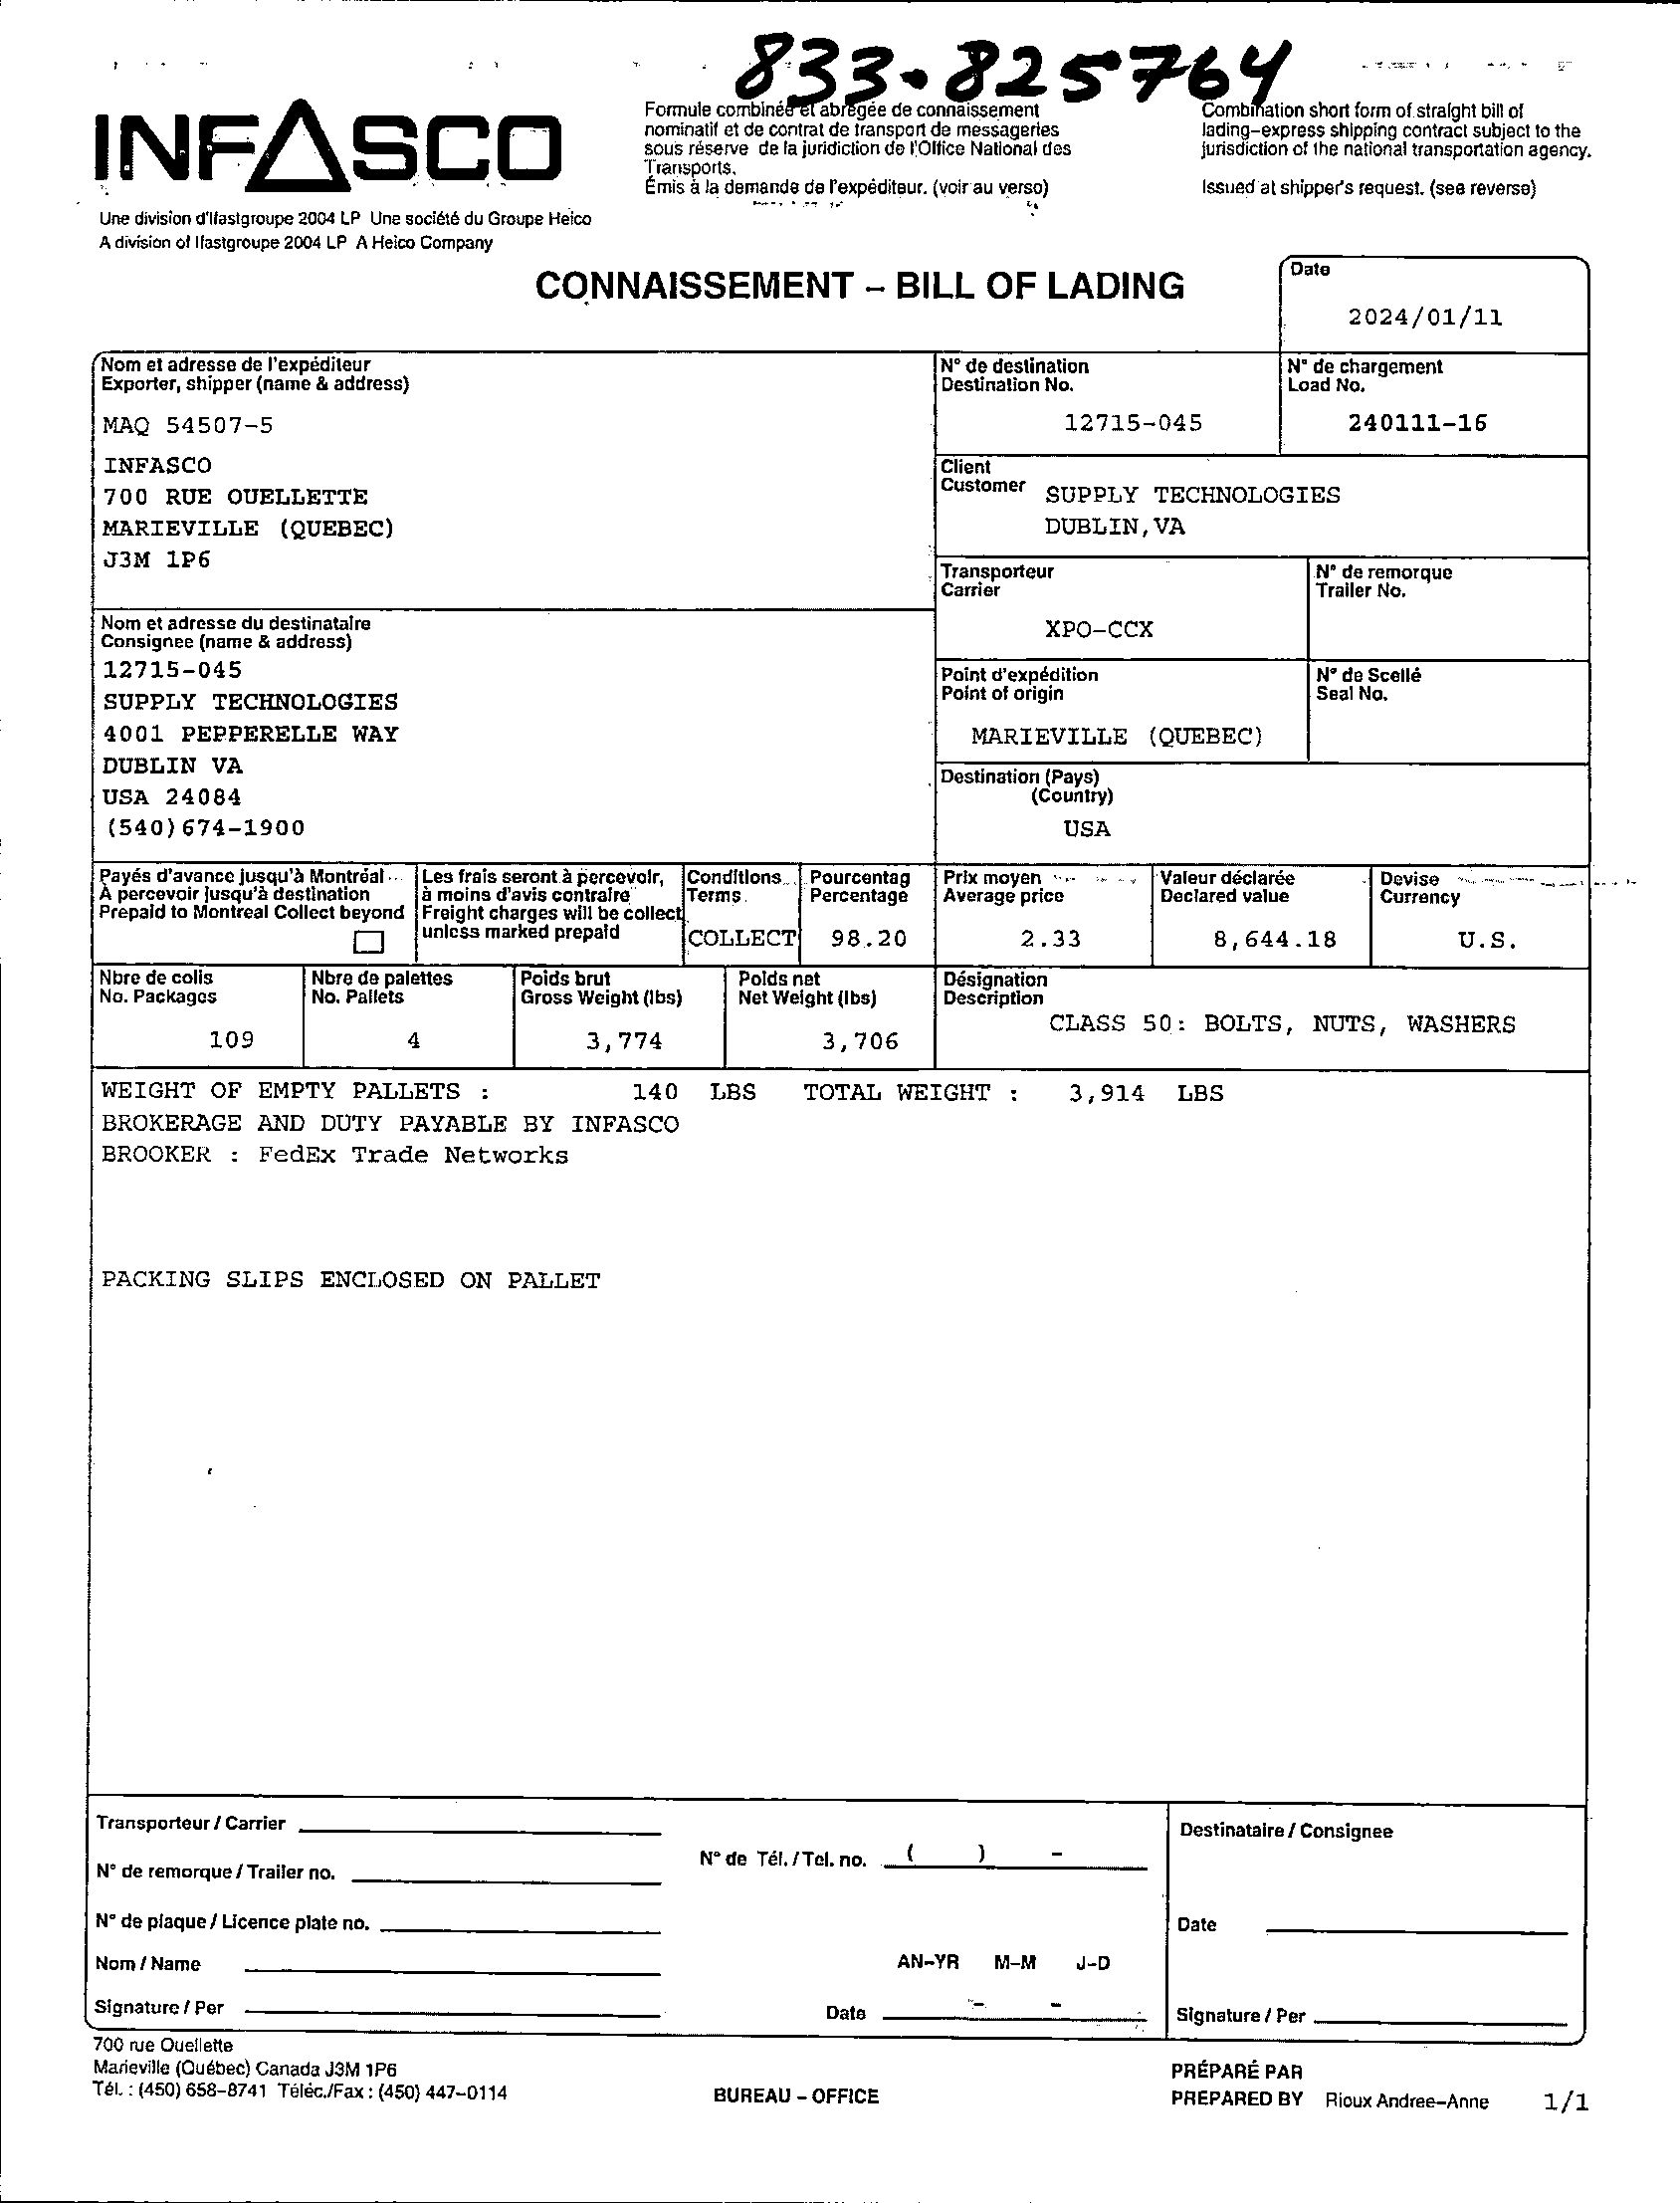 833-825764
INFASCO
Formule combinée et abrégée de connaissement
nominatif et de contrat de transport de messageries
sous réserve de la juridiction de l'Office National des
Transports.
Émis à la demande de l'expéditeur. (voir au verso)
Combination short form of straight bill of
lading-express shipping contract subject to the
jurisdiction of the national transportation agency.
Issued at shipper's request. (see reverse)
Une division d'Ifastgroupe 2004 LP Une société du Groupe Heico
A division of Ifastgroupe 2004 LP A Heico Company
CONNAISSEMENT - BILL OF LADING
Date
2024/01/11
Nom et adresse de l'expéditeur
Exporter, shipper (name & address)
MAQ 54507-5
INFASCO
700 RUE OUELLETTE
MARIEVILLE (QUEBEC)
J3M 1P6
N° de destination
Destination No.
12715-045
N° de chargement
Load No.
240111-16
Client
Customer
SUPPLY TECHNOLOGIES
DUBLIN,VA
Transporteur
Carrier
XPO-CCX
N° de remorque
Trailer No.
Nom et adresse du destinataire
Consignee (name & address)
12715-045
SUPPLY TECHNOLOGIES
4001 PEPPERELLE WAY
DUBLIN VA
USA 24084
(540)674-1900
Point d'expédition
Point of origin
MARIEVILLE (QUEBEC)
N° de Scellé
Seal No.
Destination (Pays)
(Country)
USA
Payés d'avance jusqu'à Montréal
À percevoir jusqu'à destination
Prepaid to Montreal Collect beyond
Les frais seront à percevoir,
à moins d'avis contraire
Freight charges will be collect
unless marked prepaid
Conditions
Terms
COLLECT
Pourcentag
Percentage
98.20
Prix moyen
Average price
2.33
Valeur déclarée
Declared value
8,644.18
Devise
Currency
U.S.
Nbre de colis
No. Packages
109
Nbre de palettes
No. Pallets
4
Poids brut
Gross Weight (lbs)
3,774
Poids net
Net Weight (lbs)
3,706
Désignation
Description
CLASS 50: BOLTS, NUTS, WASHERS
WEIGHT OF EMPTY PALLETS : 140 LBS TOTAL WEIGHT : 3,914 LBS
BROKERAGE AND DUTY PAYABLE BY INFASCO
BROOKER : FedEx Trade Networks
PACKING SLIPS ENCLOSED ON PALLET
Transporteur / Carrier
N° de remorque / Trailer no.
N° de plaque / Licence plate no.
Nom / Name
Signature / Per
N° de Tél. / Tel. no. ( ) -
AN-YR M-M J-D
Date - -
Destinataire / Consignee
Date
Signature / Per
700 rue Ouellette
Marieville (Québec) Canada J3M 1P6
Tél. : (450) 658-8741 Téléc./Fax : (450) 447-0114
BUREAU - OFFICE
PRÉPARÉ PAR
PREPARED BY Rioux Andree-Anne 1/1